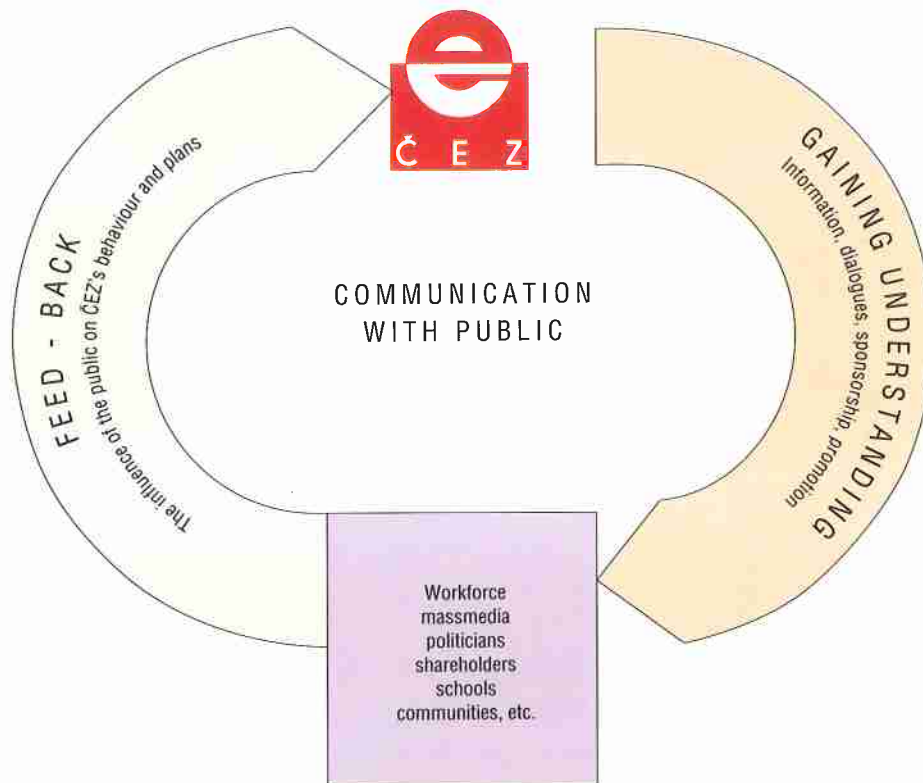 ČEZ
GAINING UNDERSTANDING
Information, dialogues, sponsorship, promotion
COMMUNICATION
WITH PUBLIC
FEED - BACK
The influence of the public on ČEZ's behaviour and plans
Workforce
massmedia
politicians
shareholders
schools
communities, etc.